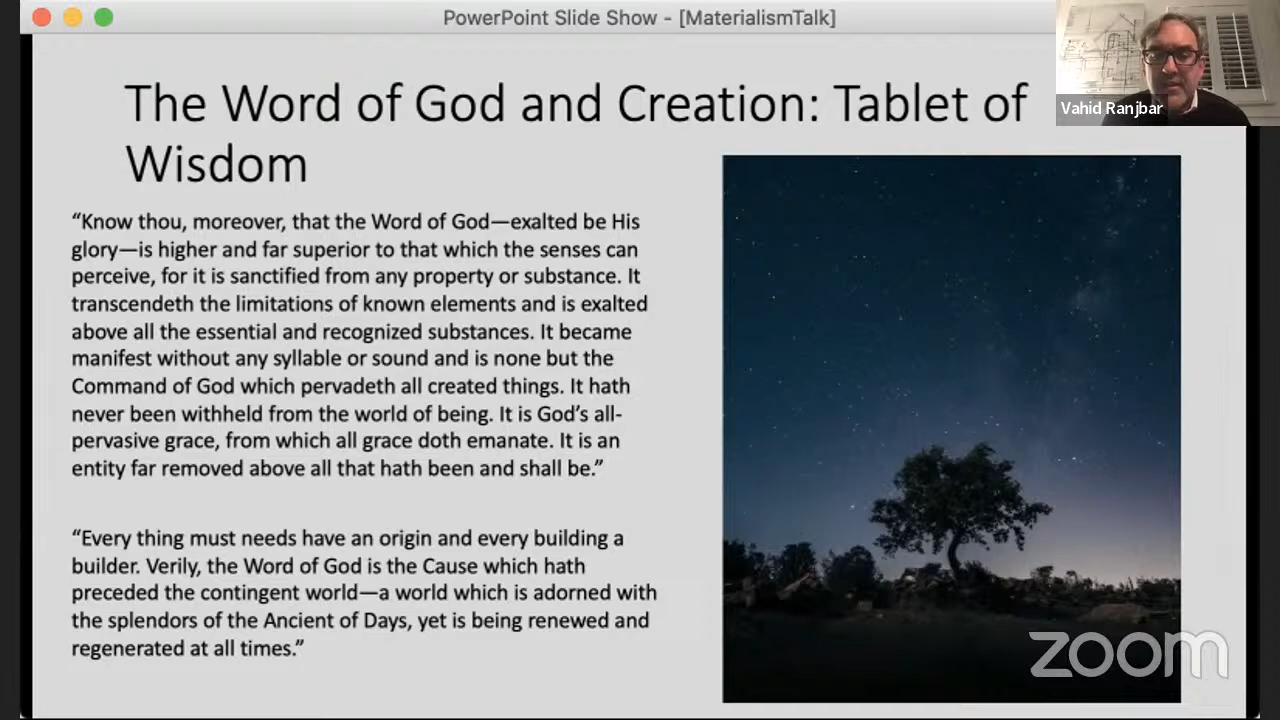 PowerPoint Slide Show - [MaterialismTalk]
Vahid Ranjbar
The Word of God and Creation: Tablet of
Wisdom
“Know thou, moreover, that the Word of God—exalted be His
glory—is higher and far superior to that which the senses can
perceive, for it is sanctified from any property or substance. It
transcendeth the limitations of known elements and is exalted
above all the essential and recognized substances. It became
manifest without any syllable or sound and is none but the
Command of God which pervadeth all created things. It hath
never been withheld from the world of being. It is God’s all-
pervasive grace, from which all grace doth emanate. It is an
entity far removed above all that hath been and shall be.”
“Every thing must needs have an origin and every building a
builder. Verily, the Word of God is the Cause which hath
preceded the contingent world—a world which is adorned with
the splendors of the Ancient of Days, yet is being renewed and
regenerated at all times.”
zoom